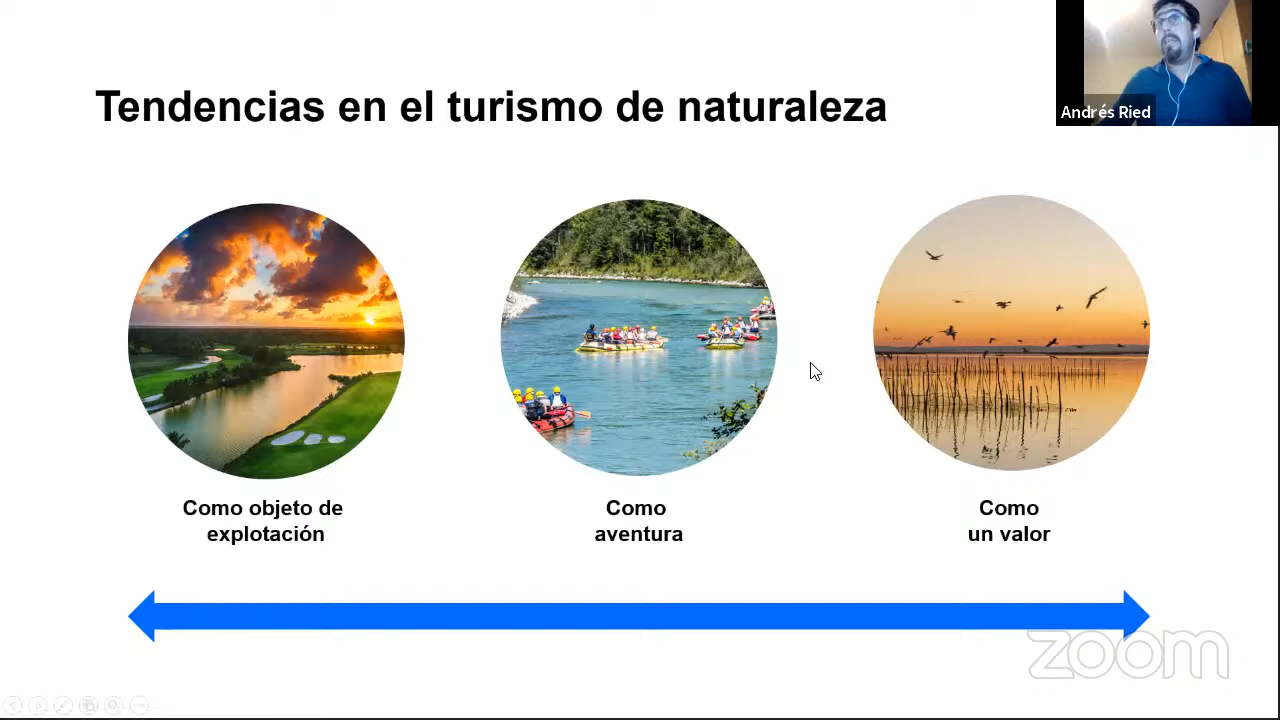 Tendencias en el turismo de naturaleza
Andrés Ried
Como objeto de
explotación
Como
aventura
Como
un valor
zoom